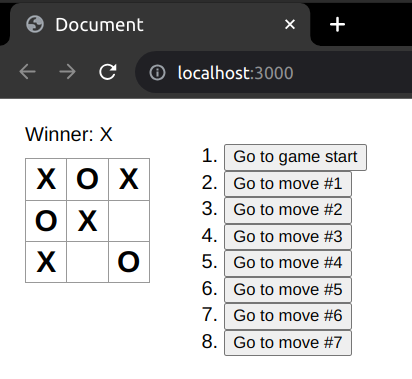 Document
localhost:3000
Winner: X
X O X
O X
X O
1. Go to game start
2. Go to move #1
3. Go to move #2
4. Go to move #3
5. Go to move #4
6. Go to move #5
7. Go to move #6
8. Go to move #7